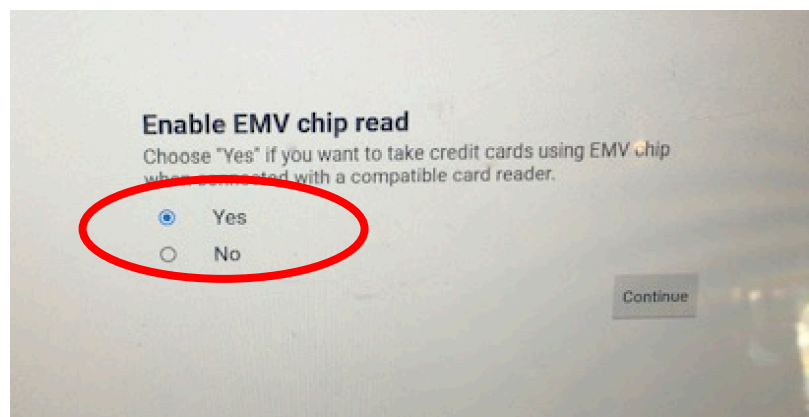 Enable EMV chip read
Choose "Yes" if you want to take credit cards using EMV chip
when connected with a compatible card reader.
Yes
No
Continue